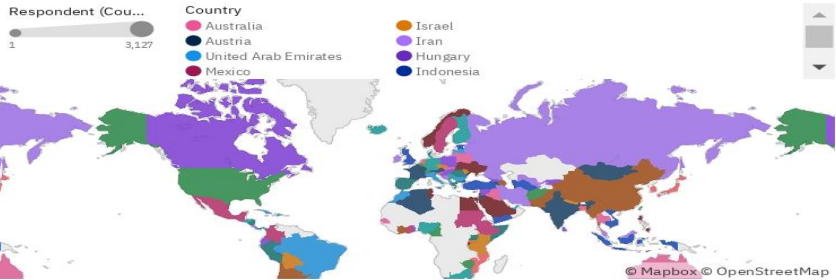 Respondent (Cou...
1
3,127
Country
Australia
Austria
United Arab Emirates
Mexico
Israel
Iran
Hungary
Indonesia
© Mapbox © OpenStreetMap